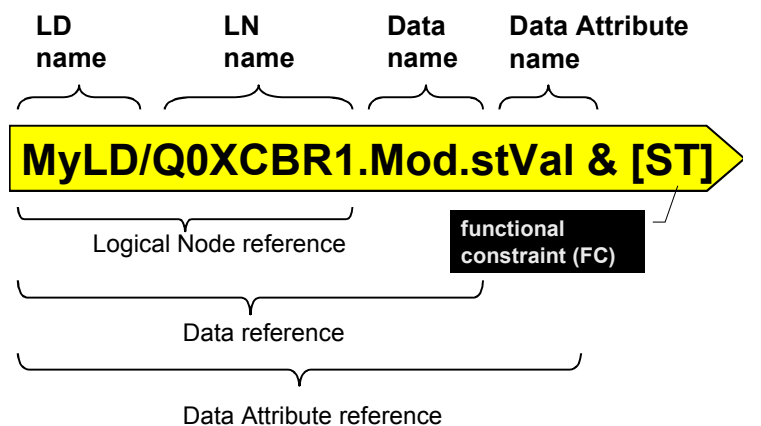 LD LN Data Data Attribute
name name name name
MyLD/Q0XCBR1.Mod.stVal & [ST]
Logical Node reference
functional
constraint (FC)
Data reference
Data Attribute reference